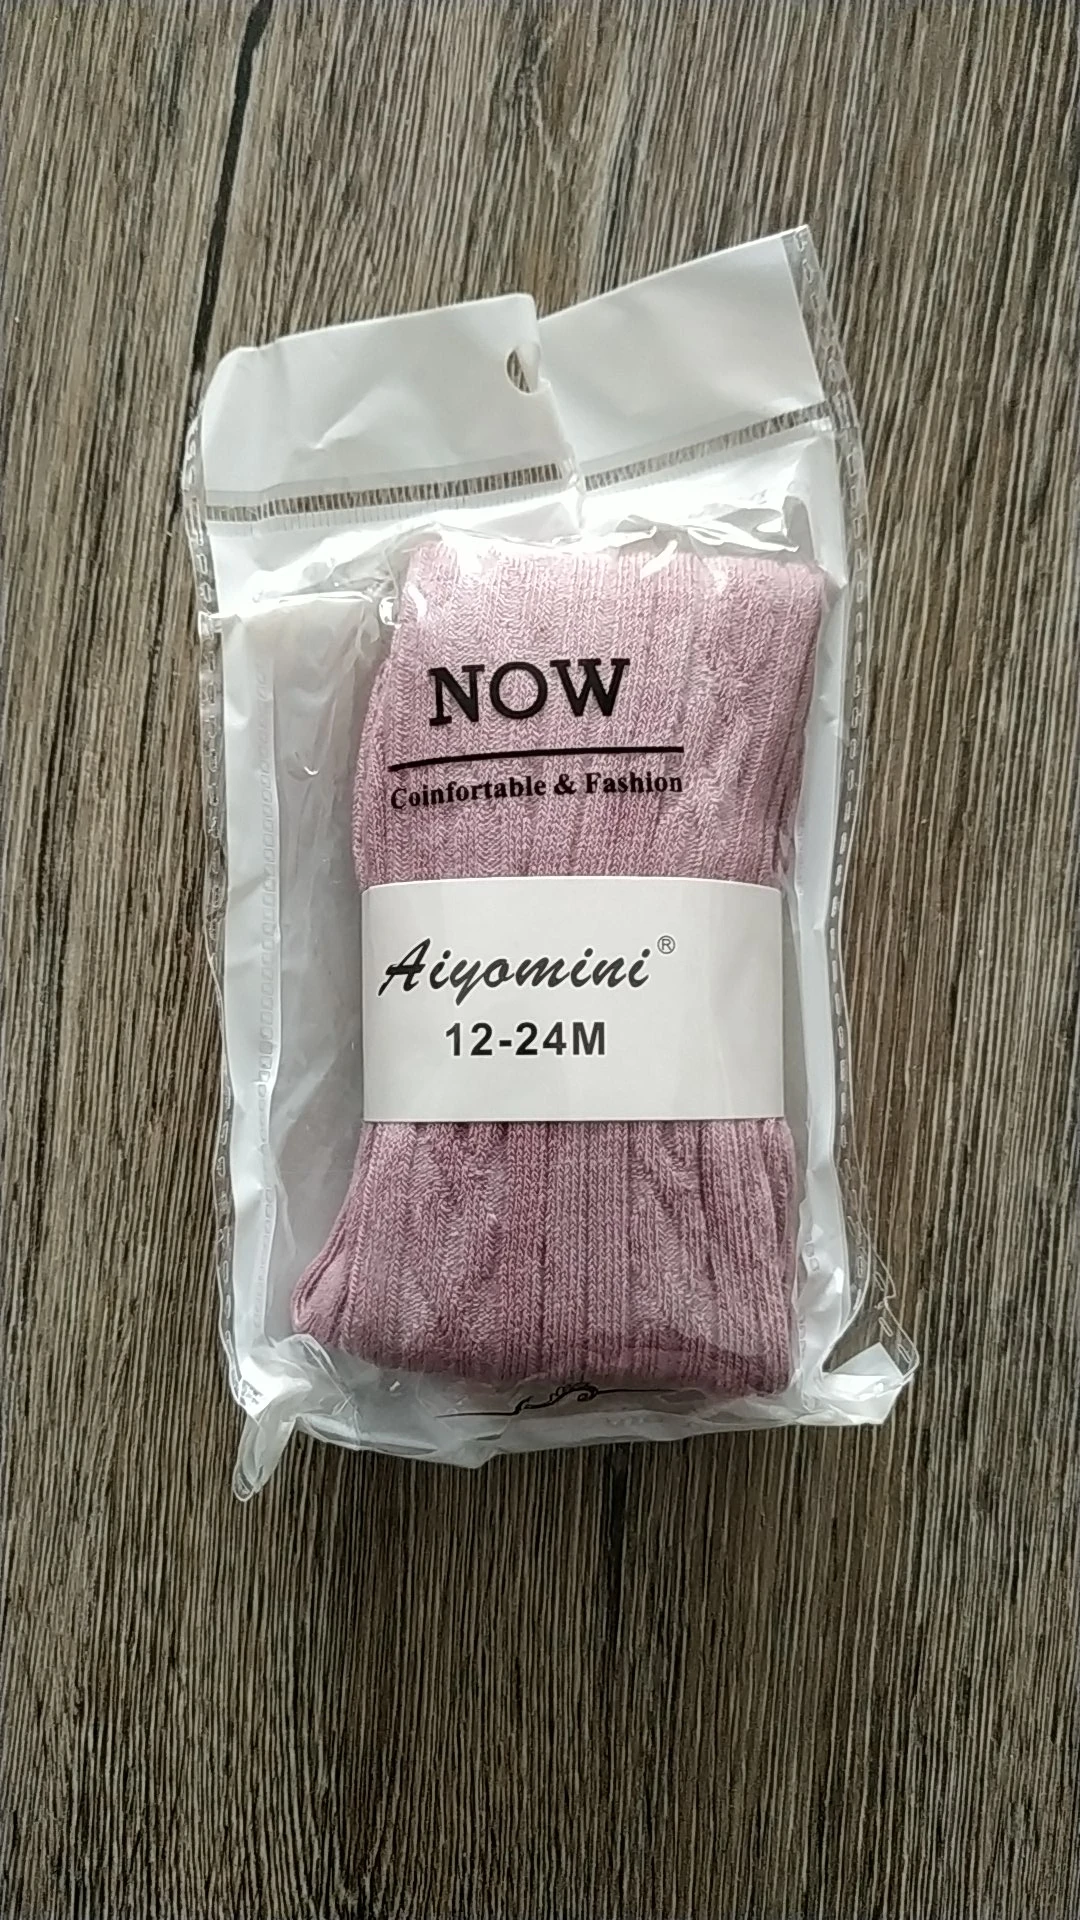 NOW
Coinfortable & Fashion
Aiyomini®
12-24M